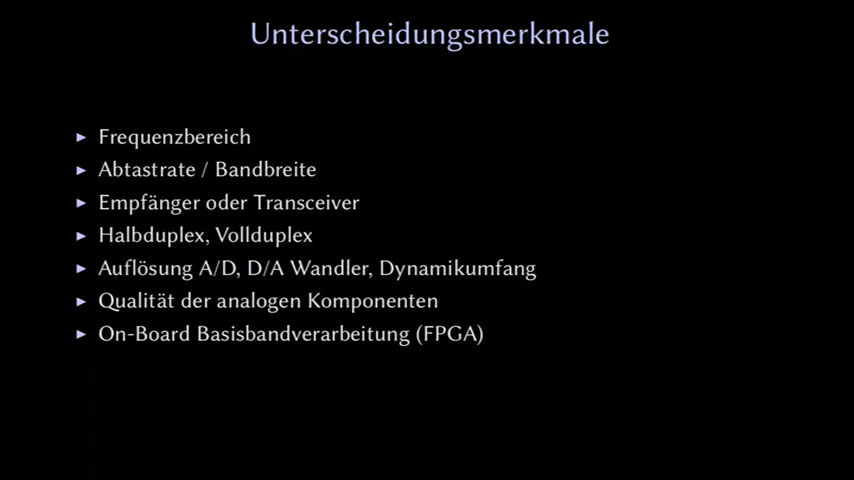 Unterscheidungsmerkmale
▶ Frequenzbereich
▶ Abtastrate / Bandbreite
▶ Empfänger oder Transceiver
▶ Halbduplex, Vollduplex
▶ Auflösung A/D, D/A Wandler, Dynamikumfang
▶ Qualität der analogen Komponenten
▶ On-Board Basisbandverarbeitung (FPGA)